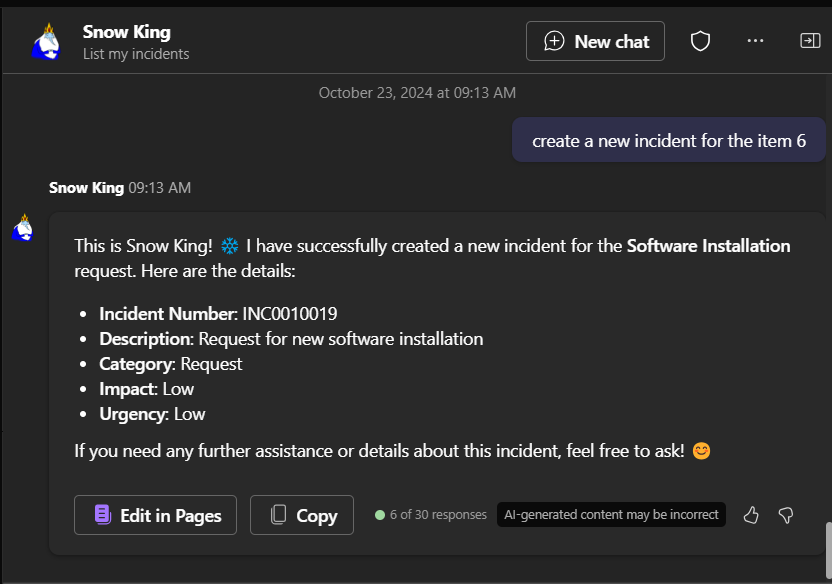 Snow King
List my incidents
New chat
October 23, 2024 at 09:13 AM
create a new incident for the item 6
Snow King 09:13 AM
This is Snow King! ❄️ I have successfully created a new incident for the Software Installation
request. Here are the details:
• Incident Number: INC0010019
• Description: Request for new software installation
• Category: Request
• Impact: Low
• Urgency: Low
If you need any further assistance or details about this incident, feel free to ask! 😊
Edit in Pages
Copy
6 of 30 responses
AI-generated content may be incorrect